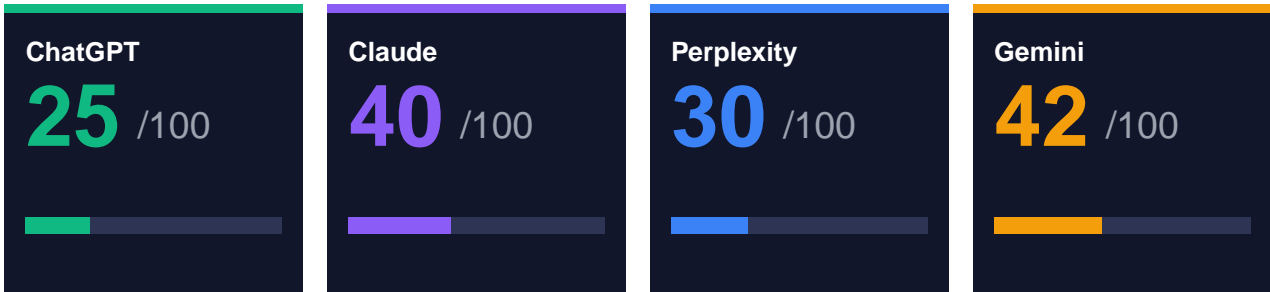 ChatGPT
25 /100
Claude
40 /100
Perplexity
30 /100
Gemini
42 /100